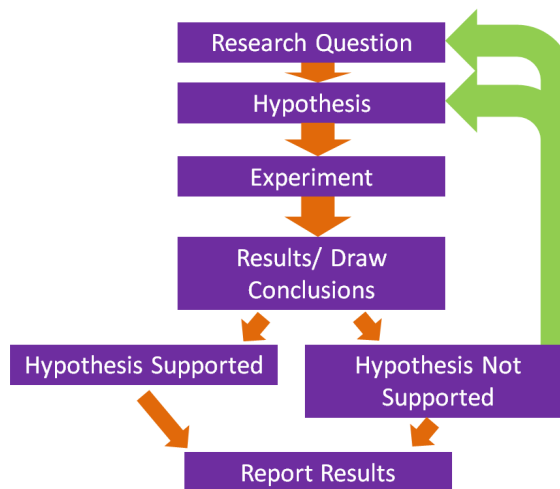 Research Question
Hypothesis
Experiment
Results/ Draw
Conclusions
Hypothesis Supported
Hypothesis Not
Supported
Report Results